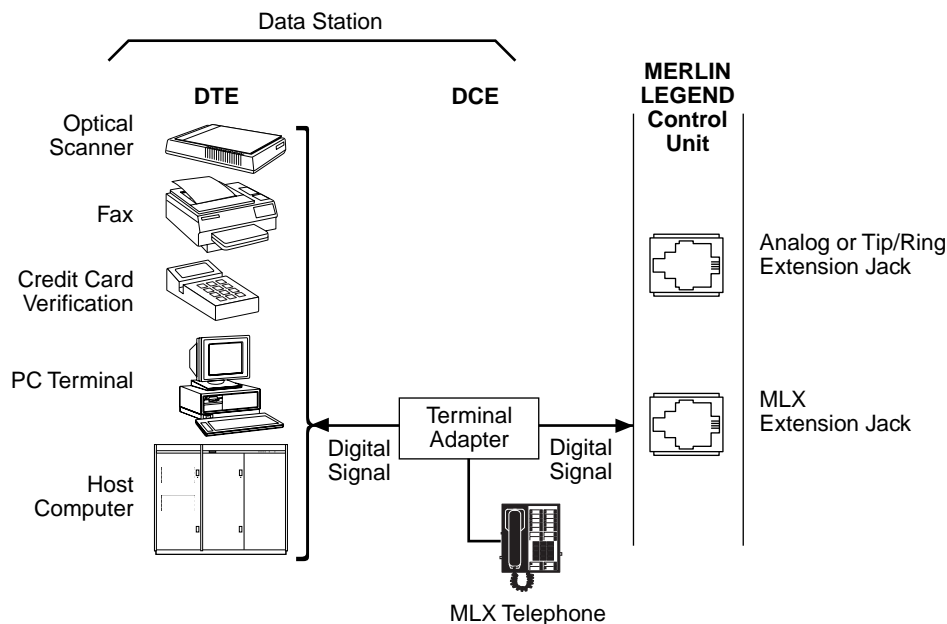 Data Station
DTE
DCE
MERLIN
LEGEND
Control
Unit
Optical
Scanner
Fax
Credit Card
Verification
PC Terminal
Host
Computer
Digital
Signal
Terminal
Adapter
Digital
Signal
MLX Telephone
Analog or Tip/Ring
Extension Jack
MLX
Extension Jack